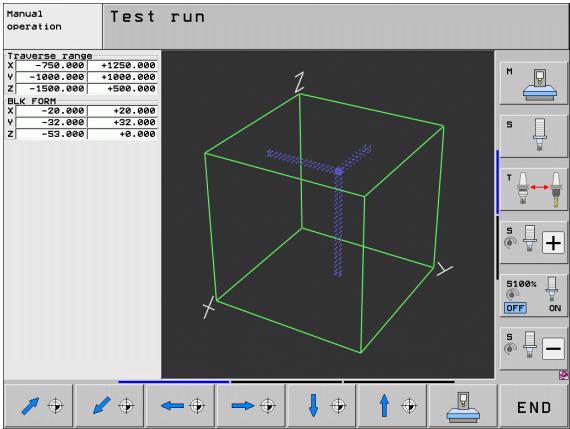 Manual
operation
Test run
Traverse range
X -750.000 +1250.000
Y -1000.000 +1000.000
Z -1500.000 +500.000
BLK FORM
X -20.000 +20.000
Y -32.000 +32.000
Z -53.000 +0.000
Z
X
Y
M
S
T
S
+
S100%
OFF ON
S
−
END